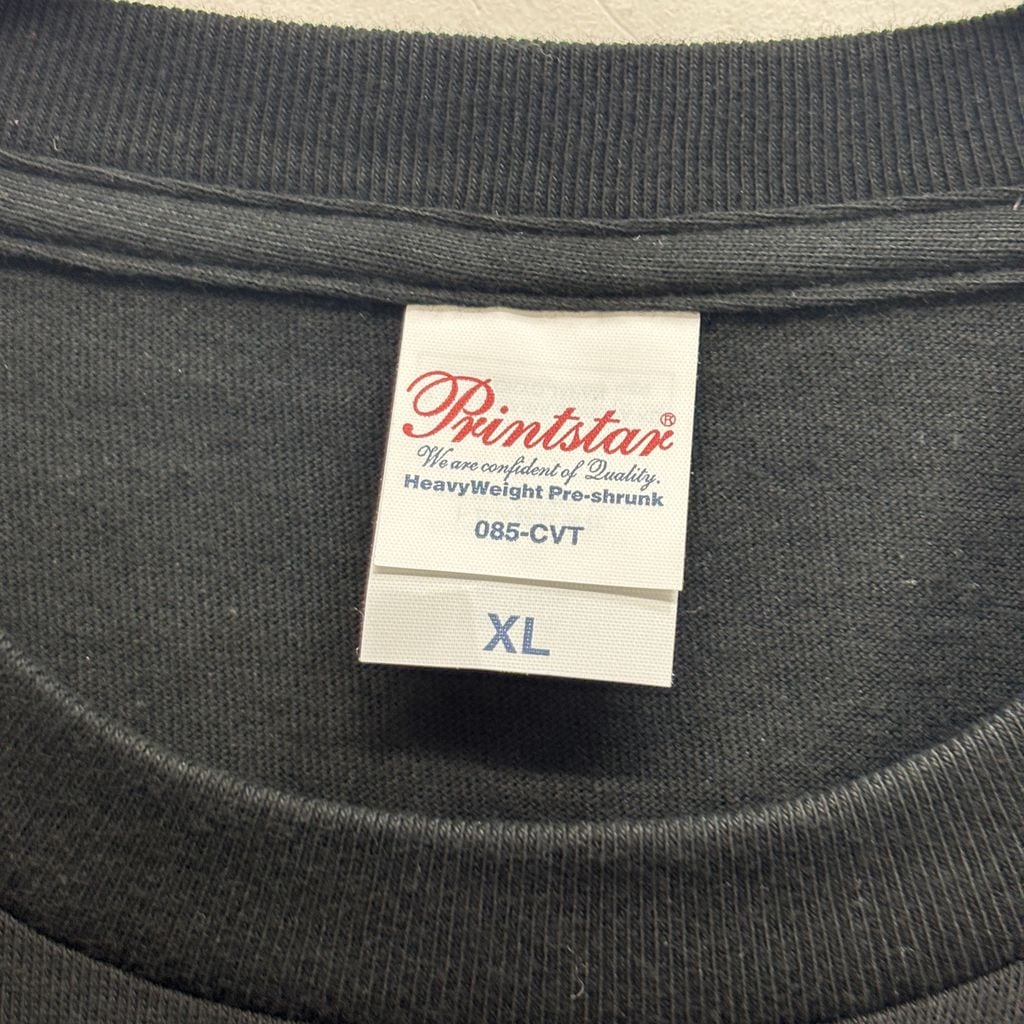 Printstar®
We are confident of Quality.
HeavyWeight Pre-shrunk
085-CVT
XL